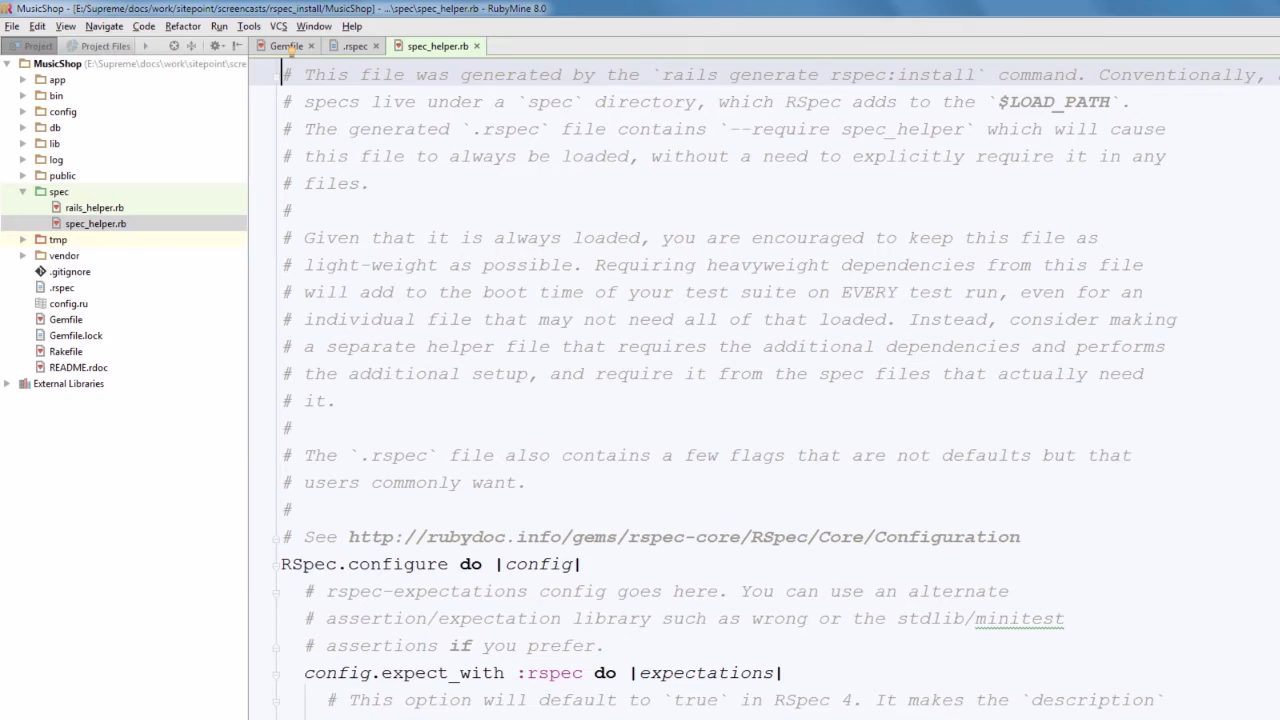 MusicShop - [E:/Supreme/docs/work/sitepoint/screencasts/rspec_install/MusicShop] - ...\spec\spec_helper.rb - RubyMine 8.0
File Edit View Navigate Code Refactor Run Tools VCS Window Help
Project Project Files Gemfile .rspec spec_helper.rb
MusicShop (E:/Supreme/docs/work/sitepoint/scre
app
bin
config
db
lib
log
public
spec
rails_helper.rb
spec_helper.rb
tmp
vendor
.gitignore
.rspec
config.ru
Gemfile
Gemfile.lock
Rakefile
README.rdoc
External Libraries
# This file was generated by the `rails generate rspec:install` command. Conventionally,
# specs live under a `spec` directory, which RSpec adds to the `$LOAD_PATH`.
# The generated `.rspec` file contains `--require spec_helper` which will cause
# this file to always be loaded, without a need to explicitly require it in any
# files.
#
# Given that it is always loaded, you are encouraged to keep this file as
# light-weight as possible. Requiring heavyweight dependencies from this file
# will add to the boot time of your test suite on EVERY test run, even for an
# individual file that may not need all of that loaded. Instead, consider making
# a separate helper file that requires the additional dependencies and performs
# the additional setup, and require it from the spec files that actually need
# it.
#
# The `.rspec` file also contains a few flags that are not defaults but that
# users commonly want.
#
# See http://rubydoc.info/gems/rspec-core/RSpec/Core/Configuration
RSpec.configure do |config|
# rspec-expectations config goes here. You can use an alternate
# assertion/expectation library such as wrong or the stdlib/minitest
# assertions if you prefer.
config.expect_with :rspec do |expectations|
# This option will default to `true` in RSpec 4. It makes the `description`